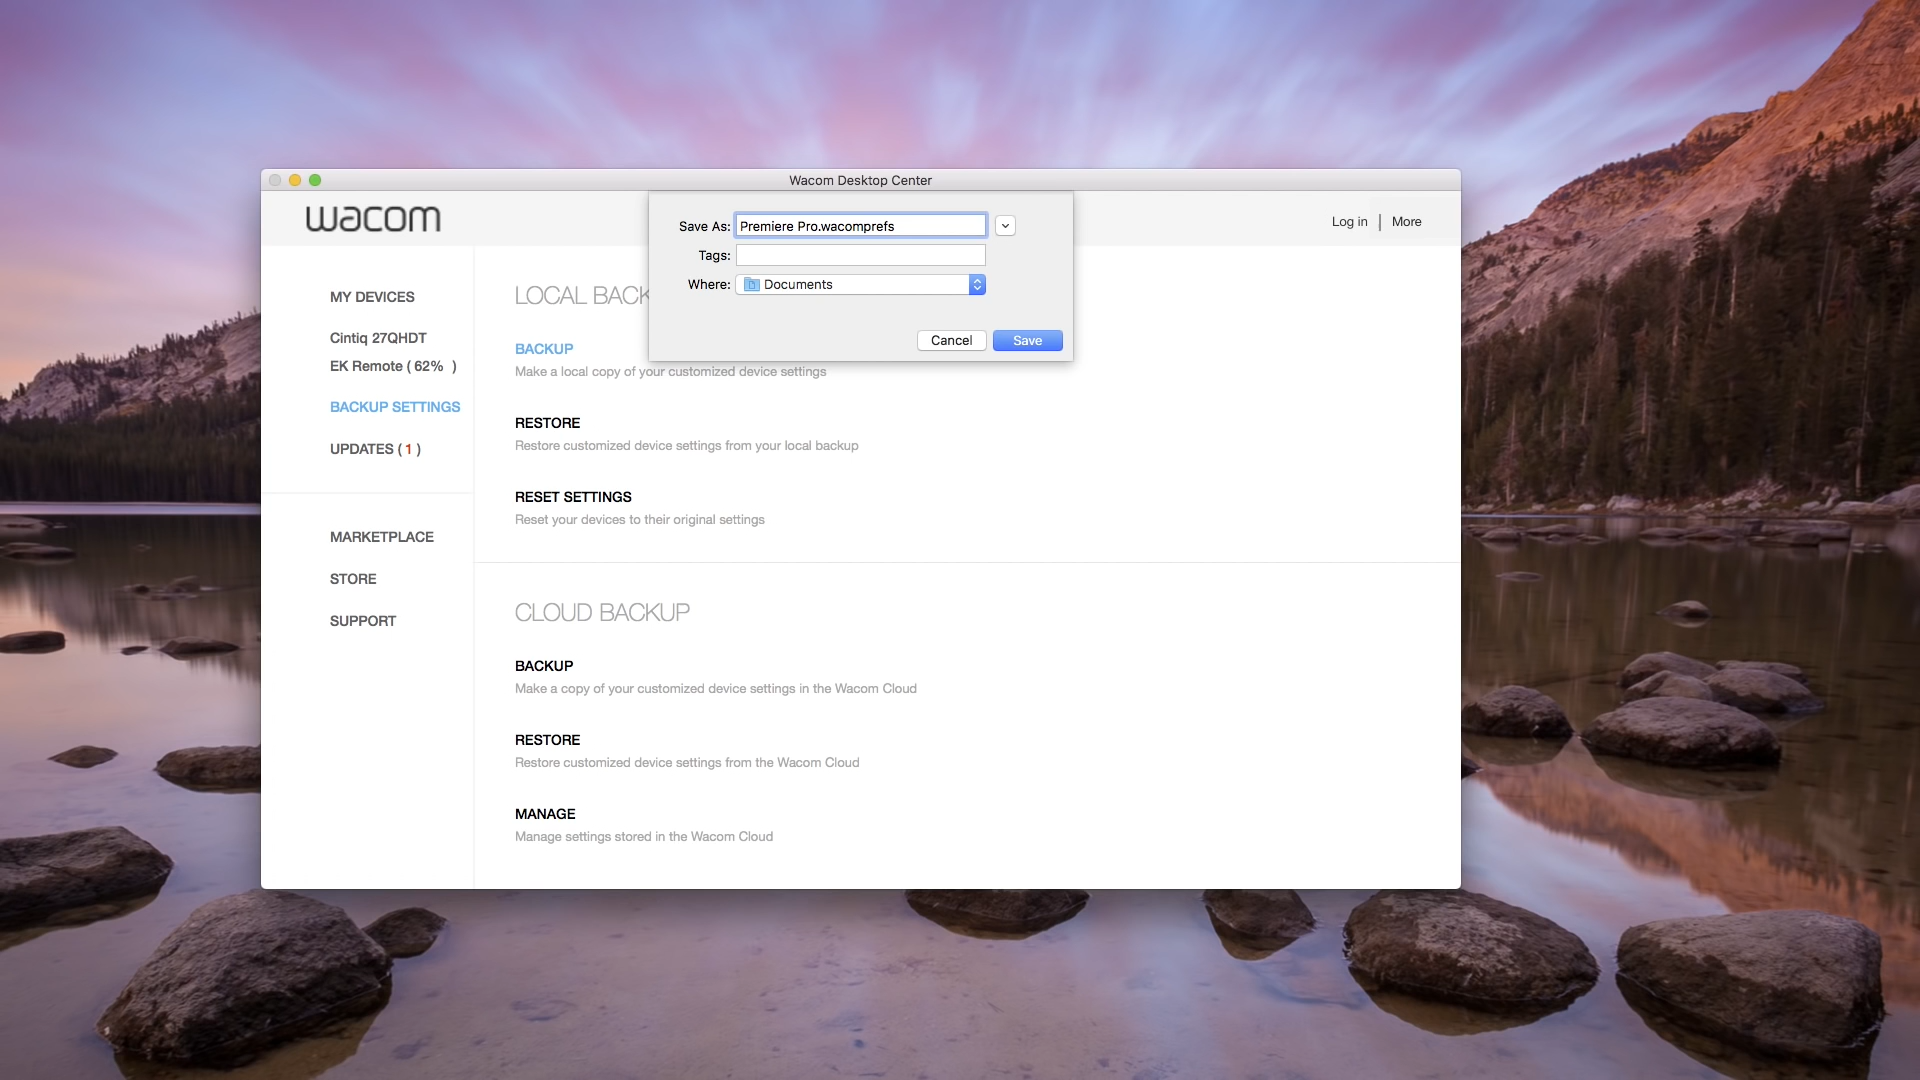 Wacom Desktop Center
wacom
Log in | More
Save As: Premiere Pro.wacomprefs
Tags:
Where: Documents
Cancel Save
MY DEVICES
Cintiq 27QHDT
EK Remote ( 62% )
BACKUP SETTINGS
UPDATES ( 1 )
MARKETPLACE
STORE
SUPPORT
LOCAL BACK
BACKUP
Make a local copy of your customized device settings
RESTORE
Restore customized device settings from your local backup
RESET SETTINGS
Reset your devices to their original settings
CLOUD BACKUP
BACKUP
Make a copy of your customized device settings in the Wacom Cloud
RESTORE
Restore customized device settings from the Wacom Cloud
MANAGE
Manage settings stored in the Wacom Cloud